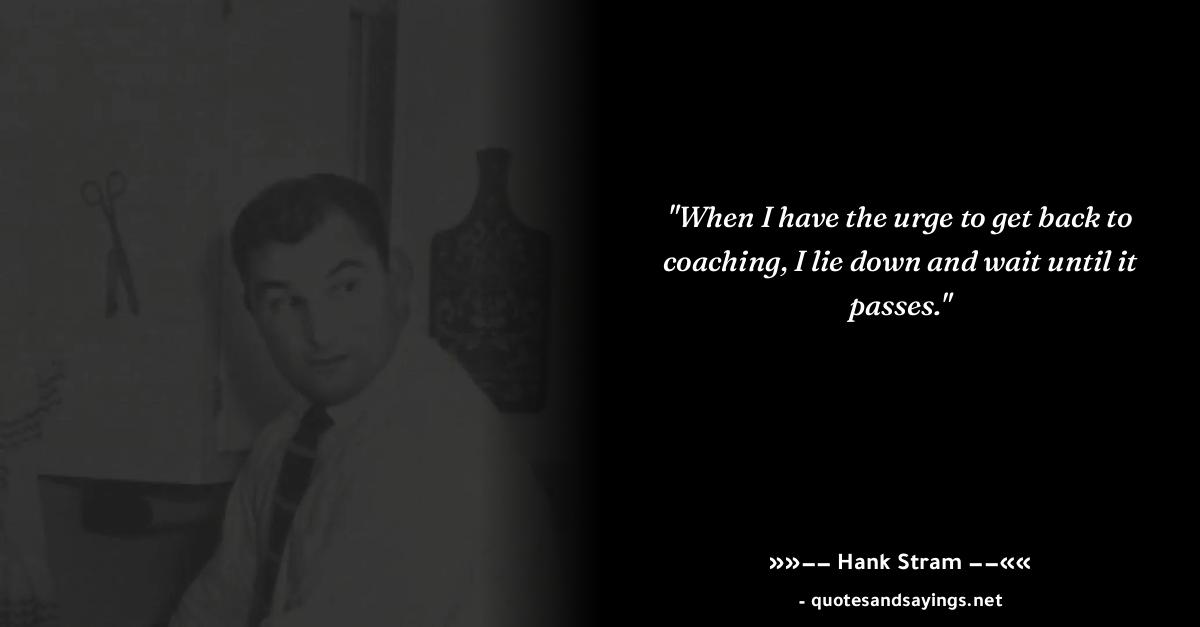 "When I have the urge to get back to
coaching, I lie down and wait until it
passes."
»»−− Hank Stram −−««
- quotesandsayings.net